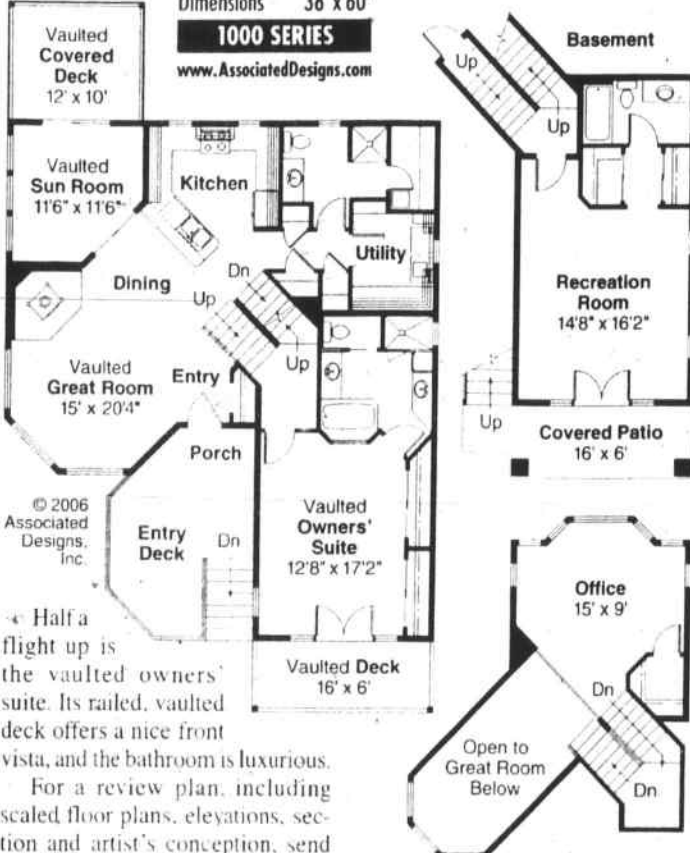 Dimensions 38' x 60'
1000 SERIES
www.AssociatedDesigns.com
Vaulted
Covered
Deck
12' x 10'
Vaulted
Sun Room
11'6" x 11'6"
Kitchen
Utility
Dining
Dn
Up
Up
Vaulted
Great Room
15' x 20'4"
Entry
Porch
© 2006
Associated
Designs,
Inc.
Entry
Deck
Dn
Vaulted
Owners'
Suite
12'8" x 17'2"
Vaulted Deck
16' x 6'
Basement
Up
Up
Recreation
Room
14'8" x 16'2"
Up
Covered Patio
16' x 6'
Office
15' x 9'
Dn
Open to
Great Room
Below
Dn
Half a
flight up is
the vaulted owners'
suite. Its railed, vaulted
deck offers a nice front
vista, and the bathroom is luxurious.
For a review plan, including
scaled floor plans, elevations, sec-
tion and artist's conception, send